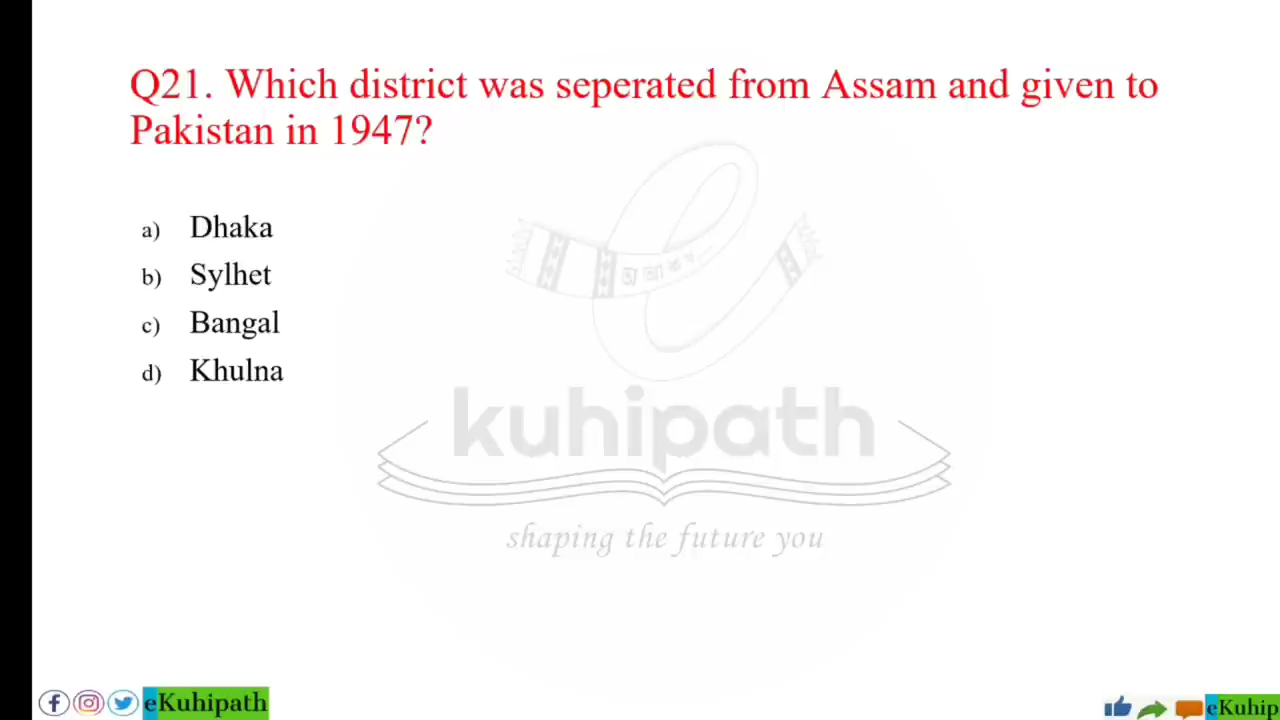 Q21. Which district was seperated from Assam and given to
Pakistan in 1947?
a) Dhaka
b) Sylhet
c) Bangal
d) Khulna
kuhipath
shaping the future you
eKuhipath
eKuhip